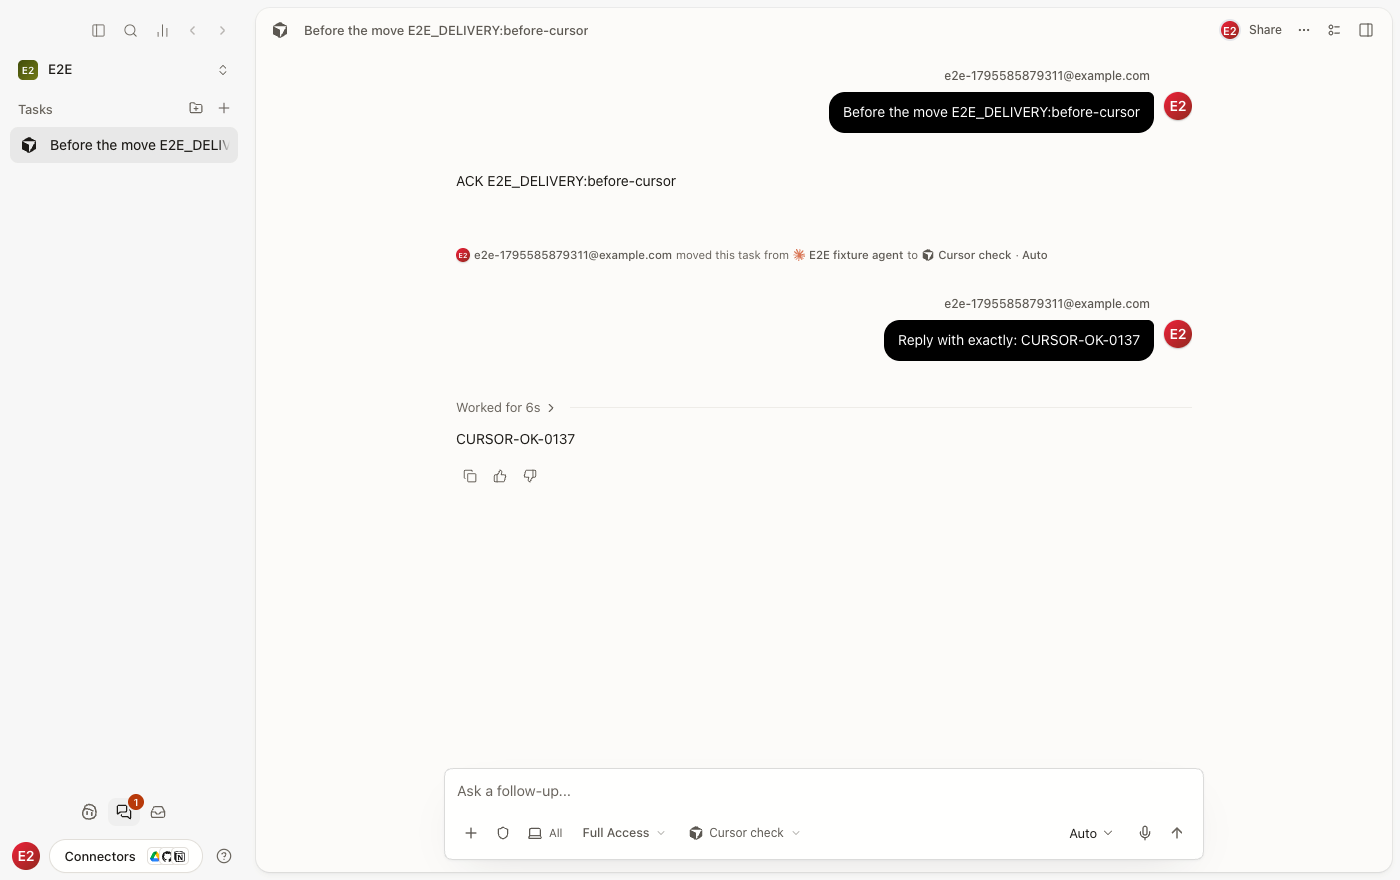 Before the move E2E_DELIVERY:before-cursor
E2 Share
E2 E2E
Tasks
Before the move E2E_DELIV
e2e-1795585879311@example.com
Before the move E2E_DELIVERY:before-cursor
E2
ACK E2E_DELIVERY:before-cursor
E2 e2e-1795585879311@example.com moved this task from E2E fixture agent to Cursor check · Auto
e2e-1795585879311@example.com
Reply with exactly: CURSOR-OK-0137
E2
Worked for 6s
CURSOR-OK-0137
Ask a follow-up...
All Full Access Cursor check Auto
1
E2 Connectors